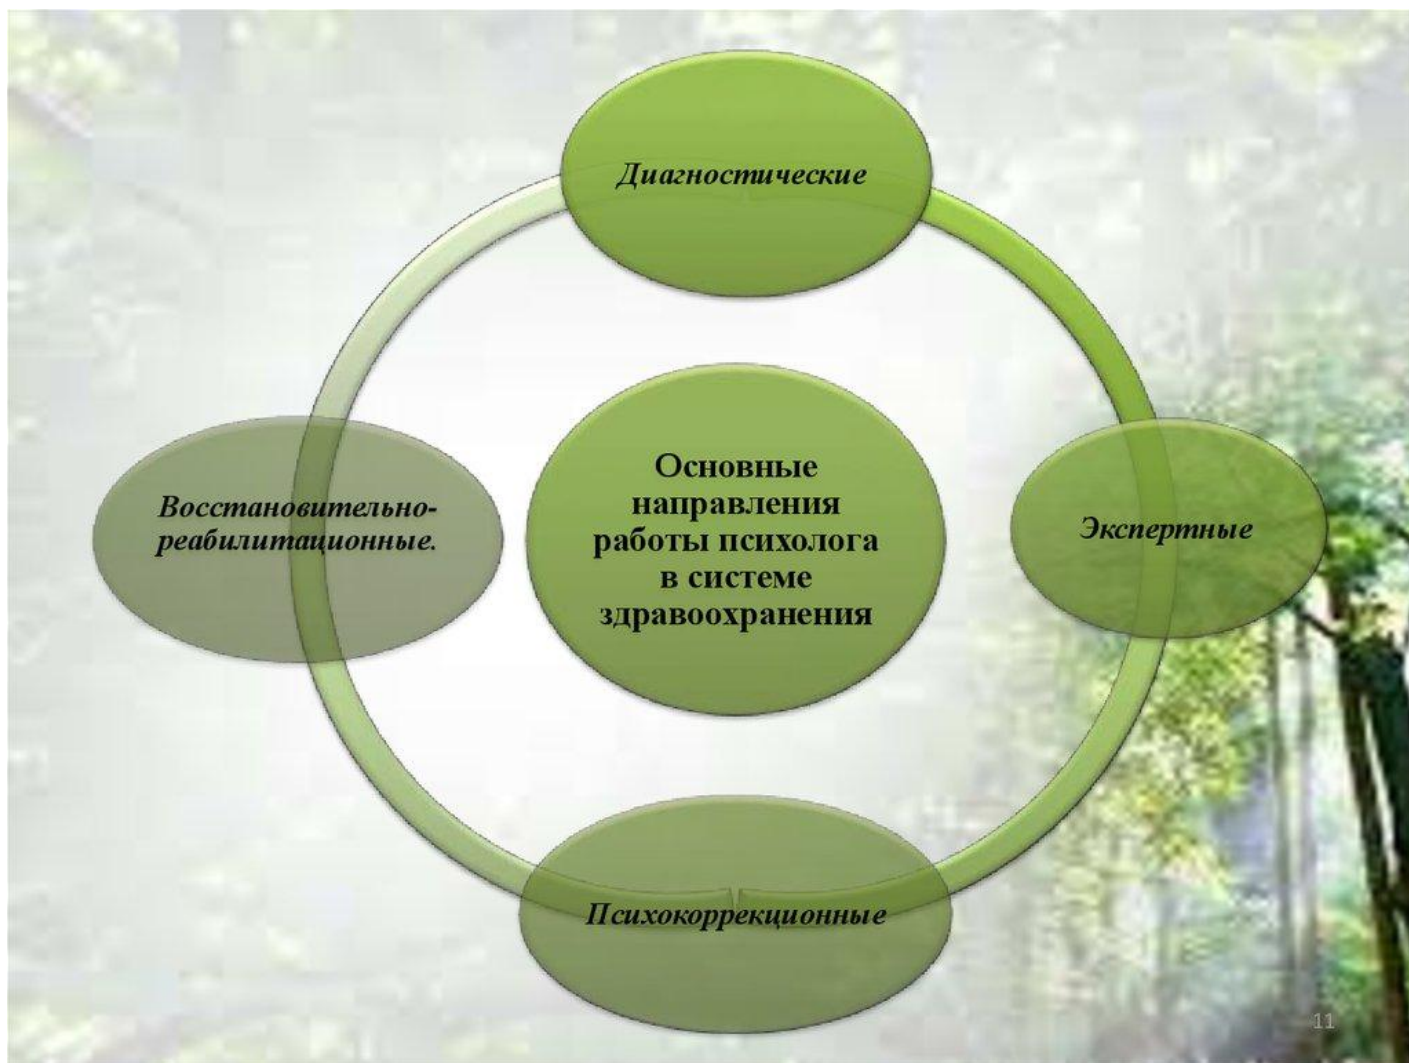 Диагностические
Основные
направления
работы психолога
в системе
здравоохранения
Восстановительно-
реабилитационные.
Экспертные
Психокоррекционные
11